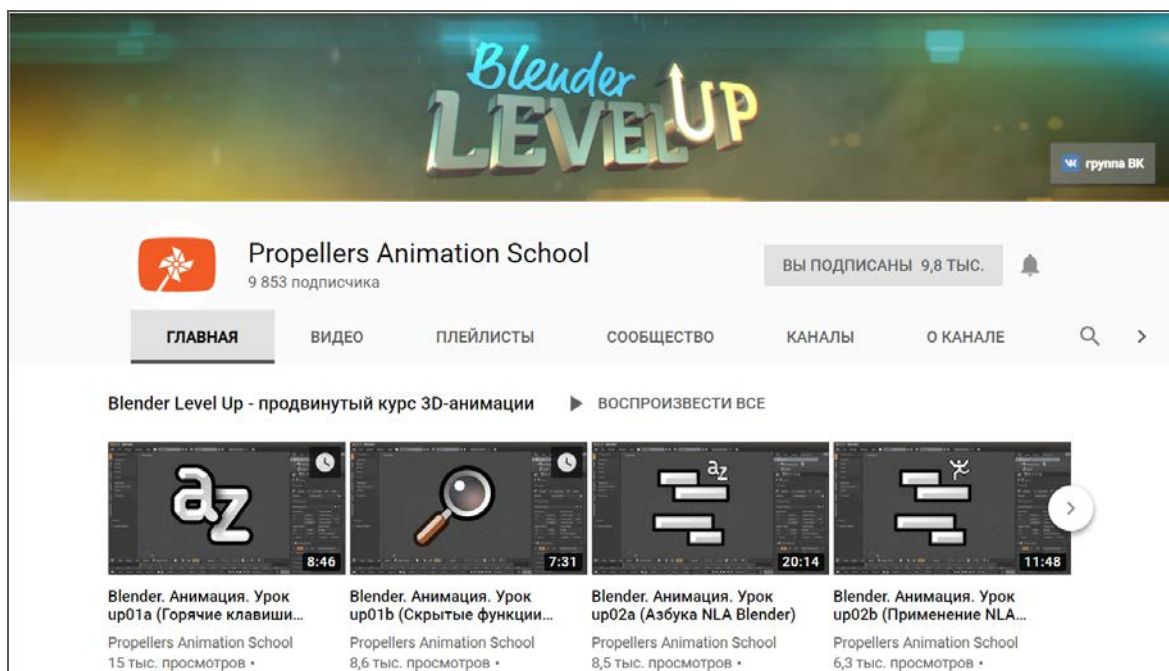 Blender
LEVEL UP
группа ВК
Propellers Animation School
9 853 подписчика
ВЫ ПОДПИСАНЫ 9,8 ТЫС.
ГЛАВНАЯ ВИДЕО ПЛЕЙЛИСТЫ СООБЩЕСТВО КАНАЛЫ О КАНАЛЕ
Blender Level Up - продвинутый курс 3D-анимации ВОСПРОИЗВЕСТИ ВСЕ
az
8:46
Blender. Анимация. Урок
up01a (Горячие клавиши...
Propellers Animation School
15 тыс. просмотров •
7:31
Blender. Анимация. Урок
up01b (Скрытые функции...
Propellers Animation School
8,6 тыс. просмотров •
az
20:14
Blender. Анимация. Урок
up02a (Азбука NLA Blender)
Propellers Animation School
8,5 тыс. просмотров •
11:48
Blender. Анимация. Урок
up02b (Применение NLA...
Propellers Animation School
6,3 тыс. просмотров •